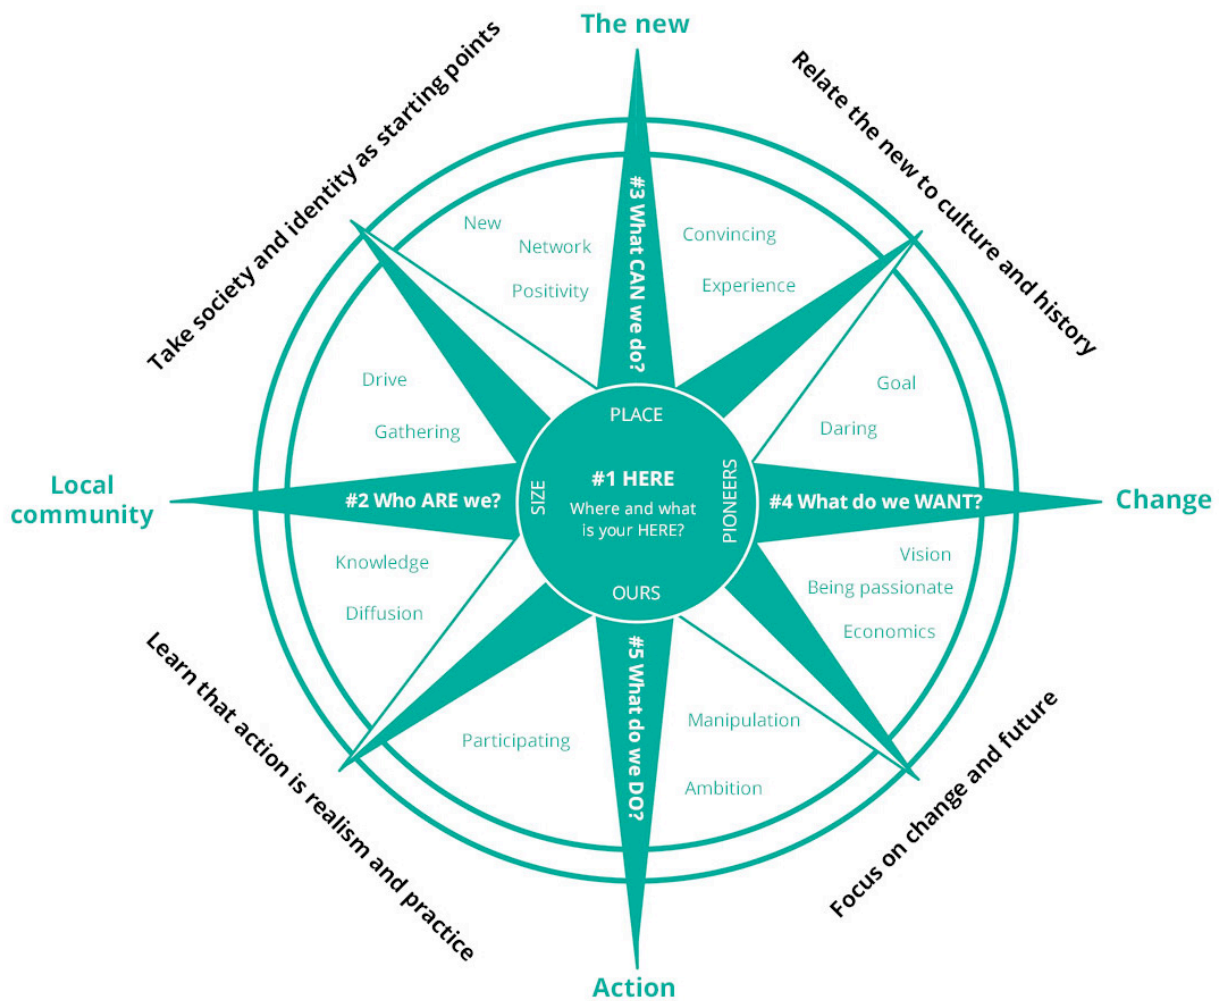 The new
Take society and identity as starting points
Relate the new to culture and history
#3 What CAN we do?
New
Network
Positivity
Convincing
Experience
Drive
Gathering
Goal
Daring
PLACE
SIZE
#1 HERE
Where and what
is your HERE?
PIONEERS
OURS
Local
community
#2 Who ARE we?
#4 What do we WANT?
Change
Knowledge
Diffusion
Vision
Being passionate
Economics
#5 What do we DO?
Participating
Manipulation
Ambition
Learn that action is realism and practice
Focus on change and future
Action